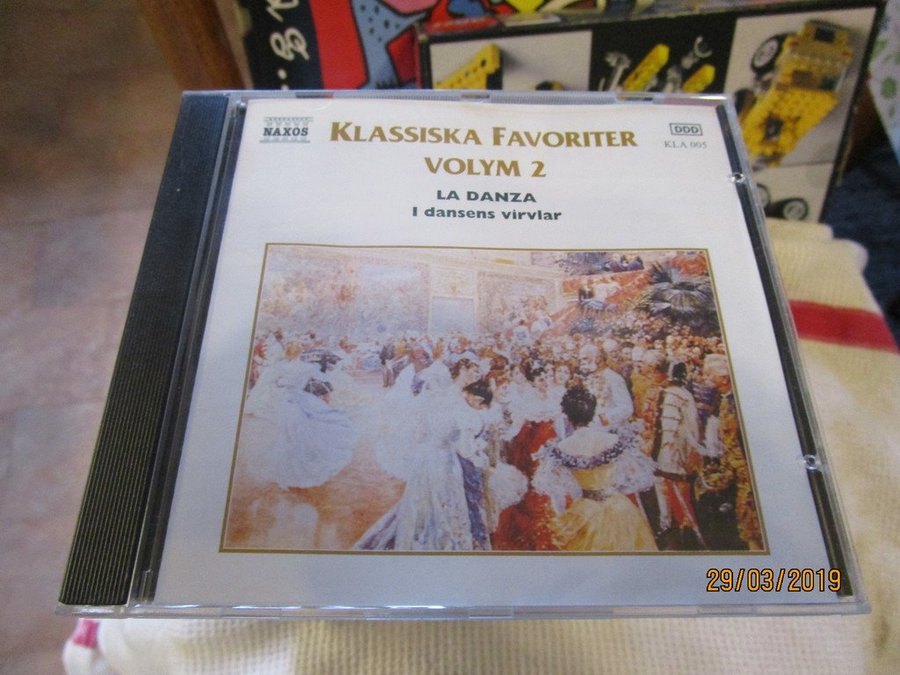 NAXOS
KLASSISKA FAVORITER
VOLYM 2
DDD
KLA 005
LA DANZA
I dansens virvlar
29/03/2019